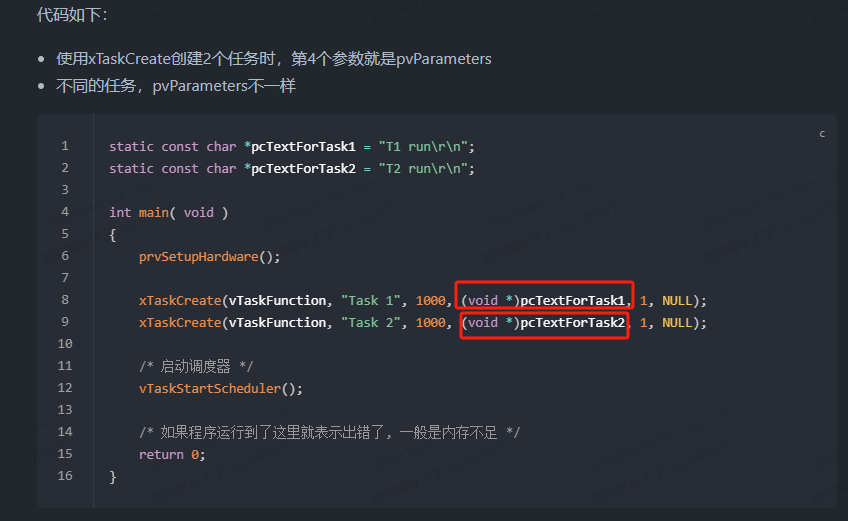 代码如下：
使用xTaskCreate创建2个任务时，第4个参数就是pvParameters
不同的任务，pvParameters不一样
c
1 static const char *pcTextForTask1 = "T1 run\r\n";
2 static const char *pcTextForTask2 = "T2 run\r\n";
3
4 int main( void )
5 {
6 prvSetupHardware();
7
8 xTaskCreate(vTaskFunction, "Task 1", 1000, (void *)pcTextForTask1, 1, NULL);
9 xTaskCreate(vTaskFunction, "Task 2", 1000, (void *)pcTextForTask2, 1, NULL);
10
11 /* 启动调度器 */
12 vTaskStartScheduler();
13
14 /* 如果程序运行到了这里就表示出错了, 一般是内存不足 */
15 return 0;
16 }